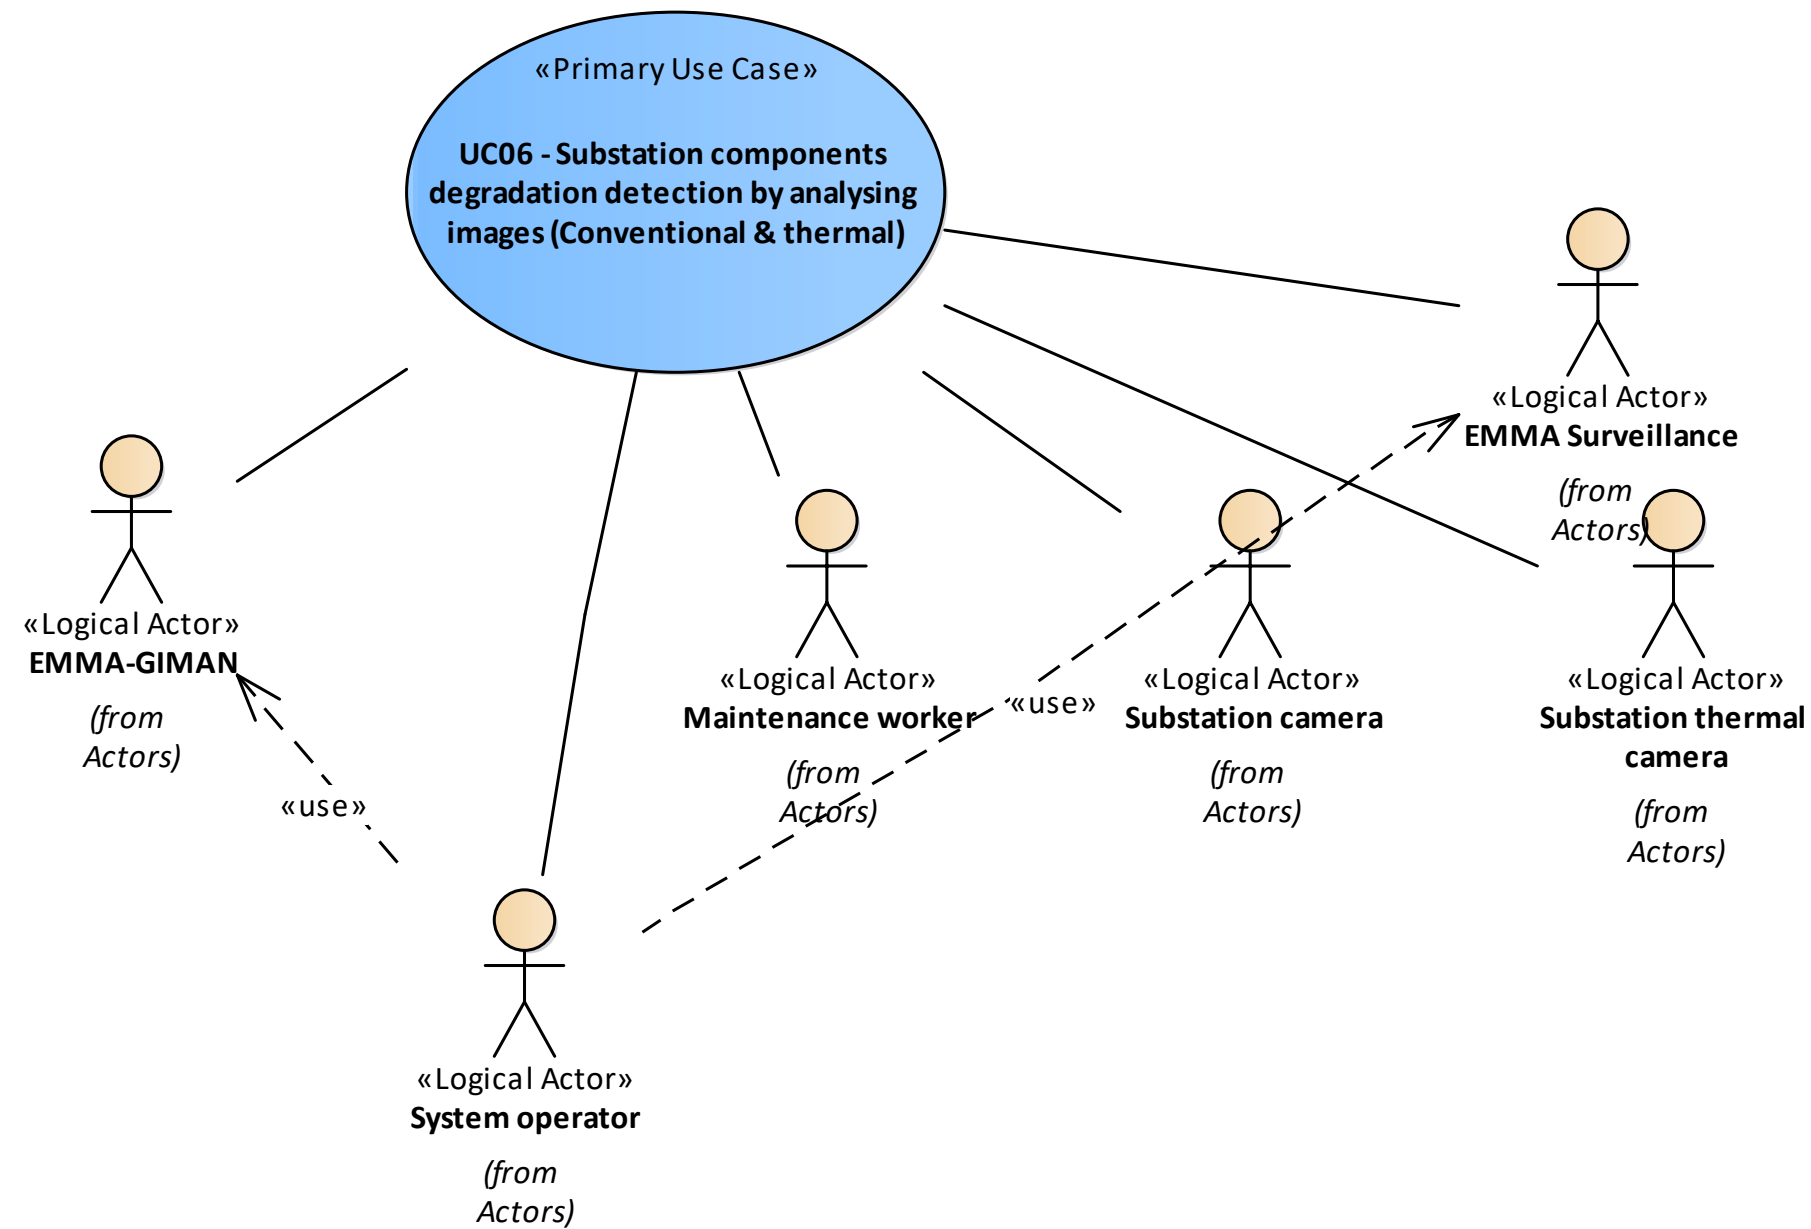 «Primary Use Case»
UC06 - Substation components
degradation detection by analysing
images (Conventional & thermal)
«Logical Actor»
EMMA Surveillance
(from
Actors)
«Logical Actor»
EMMA-GIMAN
(from
Actors)
«Logical Actor»
Maintenance worker
(from
Actors)
«use»
«Logical Actor»
Substation camera
(from
Actors)
«Logical Actor»
Substation thermal
camera
(from
Actors)
«use»
«Logical Actor»
System operator
(from
Actors)